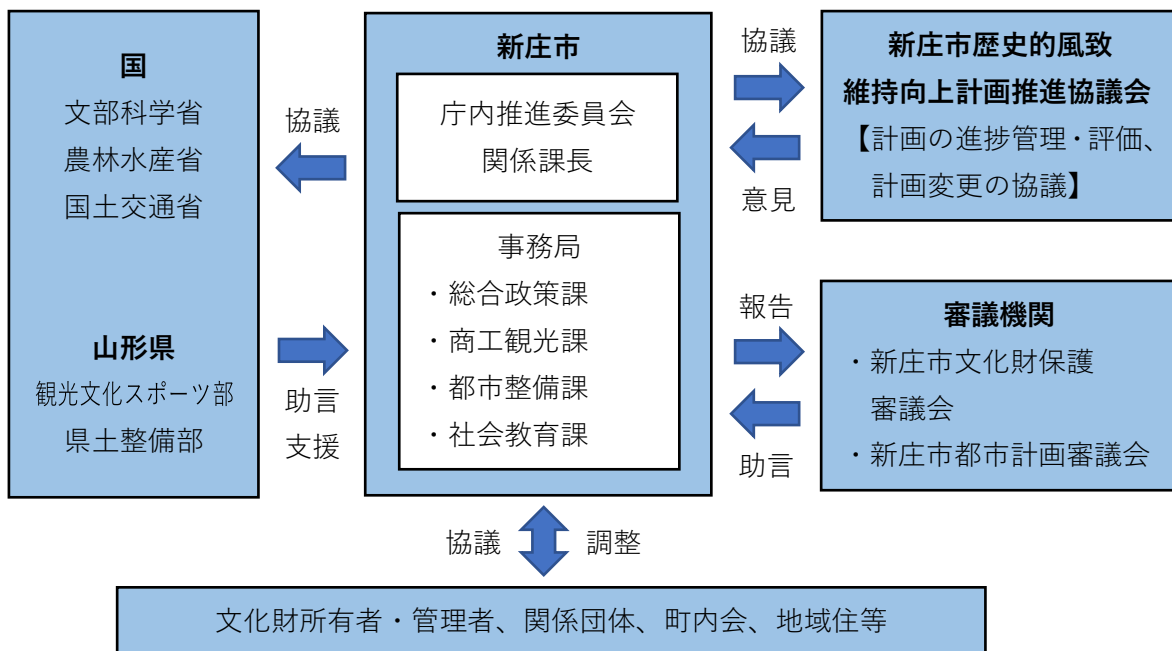 国
文部科学省
農林水産省
国土交通省
山形県
観光文化スポーツ部
県土整備部
協議
助言
支援
新庄市
庁内推進委員会
関係課長
事務局
・総合政策課
・商工観光課
・都市整備課
・社会教育課
協議
意見
新庄市歴史的風致
維持向上計画推進協議会
【計画の進捗管理・評価、
計画変更の協議】
報告
助言
審議機関
・新庄市文化財保護
審議会
・新庄市都市計画審議会
協議
調整
文化財所有者・管理者、関係団体、町内会、地域住等